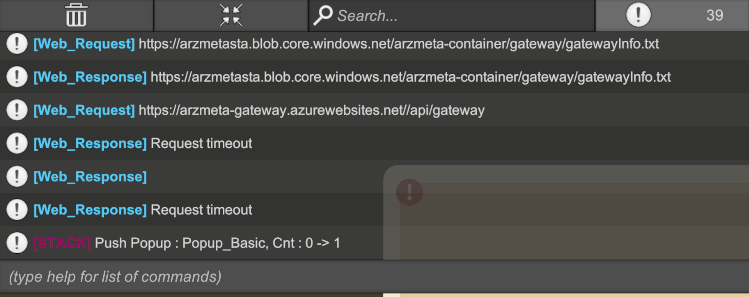 Search...
39
[Web_Request] https://arzmetasta.blob.core.windows.net/arzmeta-container/gateway/gatewayInfo.txt
[Web_Response] https://arzmetasta.blob.core.windows.net/arzmeta-container/gateway/gatewayInfo.txt
[Web_Request] https://arzmeta-gateway.azurewebsites.net//api/gateway
[Web_Response] Request timeout
[Web_Response]
[Web_Response] Request timeout
[STACK] Push Popup : Popup_Basic, Cnt : 0 -> 1
(type help for list of commands)